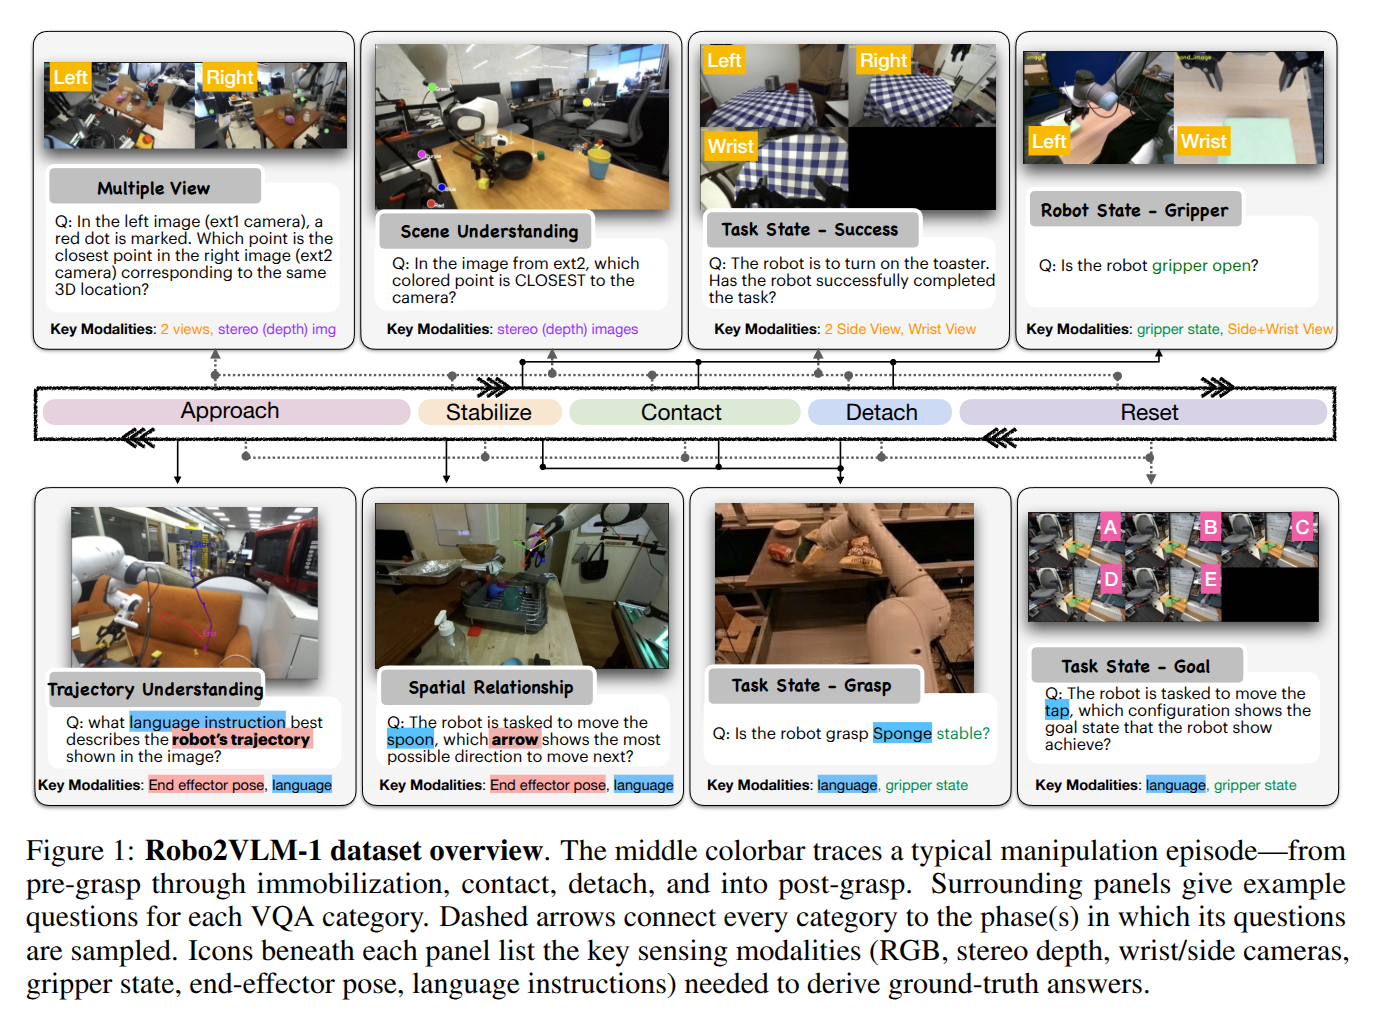 Left
Right
Multiple View
Q: In the left image (ext1 camera), a
red dot is marked. Which point is the
closest point in the right image (ext2
camera) corresponding to the same
3D location?
Key Modalities: 2 views, stereo (depth) img
Green
Yellow
Purple
Blue
Red
Scene Understanding
Q: In the image from ext2, which
colored point is CLOSEST to the
camera?
Key Modalities: stereo (depth) images
Left
Right
Wrist
Task State - Success
Q: The robot is to turn on the toaster.
Has the robot successfully completed
the task?
Key Modalities: 2 Side View, Wrist View
image
hand_image
Left
Wrist
Robot State - Gripper
Q: Is the robot gripper open?
Key Modalities: gripper state, Side+Wrist View
Approach
Stabilize
Contact
Detach
Reset
End
Trajectory Understanding
Q: what language instruction best
describes the robot's trajectory
shown in the image?
Key Modalities: End effector pose, language
Spatial Relationship
Q: The robot is tasked to move the
spoon, which arrow shows the most
possible direction to move next?
Key Modalities: End effector pose, language
Task State - Grasp
Q: Is the robot grasp Sponge stable?
Key Modalities: language, gripper state
A
B
C
D
E
Task State - Goal
Q: The robot is tasked to move the
tap, which configuration shows the
goal state that the robot show
achieve?
Key Modalities: language, gripper state
Figure 1: Robo2VLM-1 dataset overview. The middle colorbar traces a typical manipulation episode—from
pre-grasp through immobilization, contact, detach, and into post-grasp. Surrounding panels give example
questions for each VQA category. Dashed arrows connect every category to the phase(s) in which its questions
are sampled. Icons beneath each panel list the key sensing modalities (RGB, stereo depth, wrist/side cameras,
gripper state, end-effector pose, language instructions) needed to derive ground-truth answers.